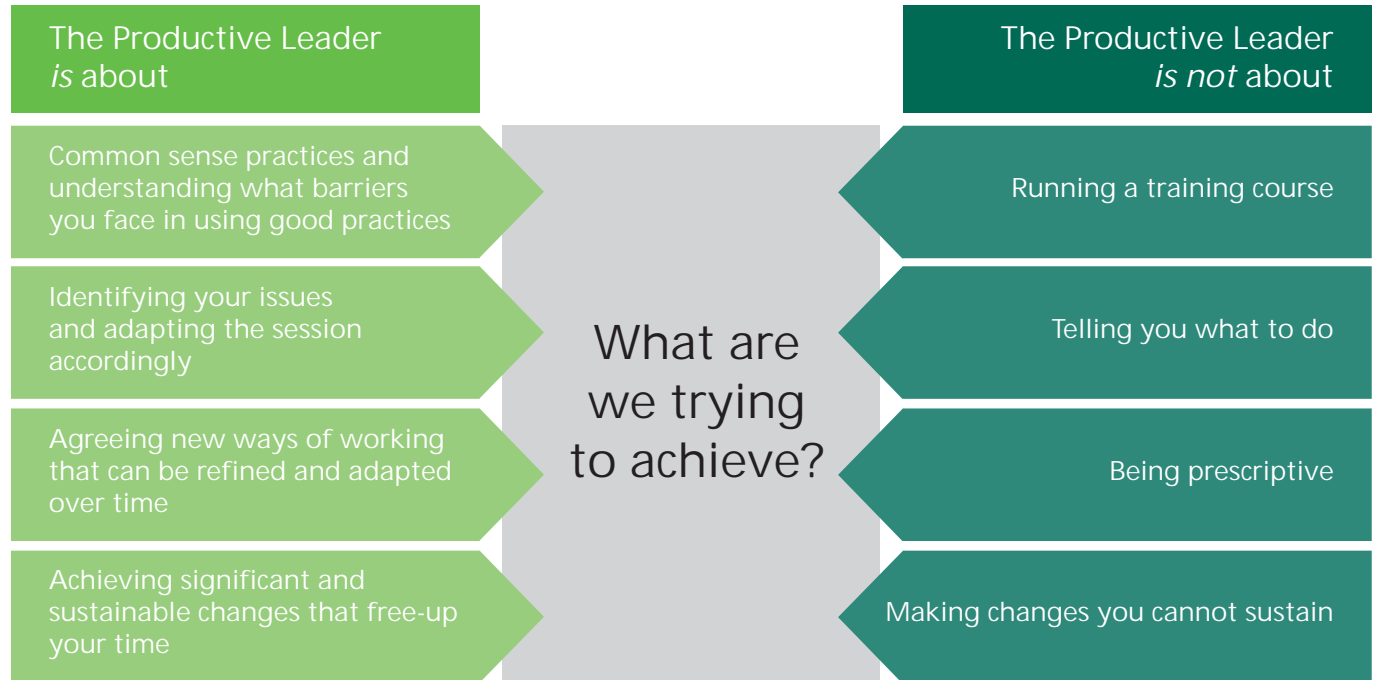 The Productive Leader
is about
Common sense practices and
understanding what barriers
you face in using good practices
Identifying your issues
and adapting the session
accordingly
Agreeing new ways of working
that can be refined and adapted
over time
Achieving significant and
sustainable changes that free-up
your time
What are
we trying
to achieve?
The Productive Leader
is not about
Running a training course
Telling you what to do
Being prescriptive
Making changes you cannot sustain